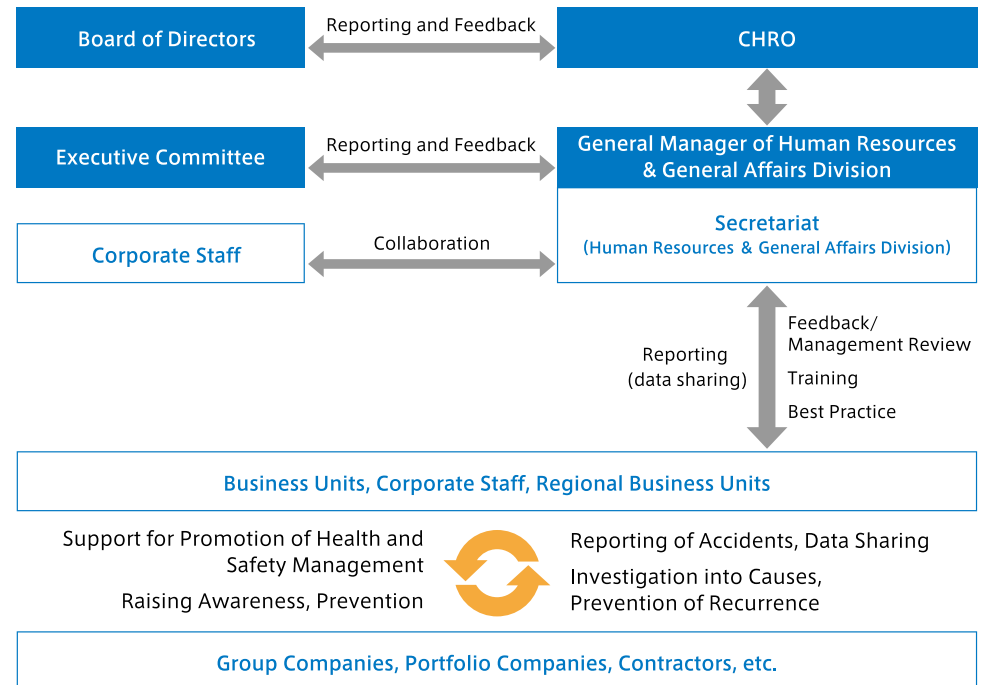 Board of Directors
Reporting and Feedback
CHRO
Executive Committee
Reporting and Feedback
General Manager of Human Resources
& General Affairs Division
Corporate Staff
Collaboration
Secretariat
(Human Resources & General Affairs Division)
Reporting
(data sharing)
Feedback/
Management Review
Training
Best Practice
Business Units, Corporate Staff, Regional Business Units
Support for Promotion of Health and
Safety Management
Raising Awareness, Prevention
Reporting of Accidents, Data Sharing
Investigation into Causes,
Prevention of Recurrence
Group Companies, Portfolio Companies, Contractors, etc.